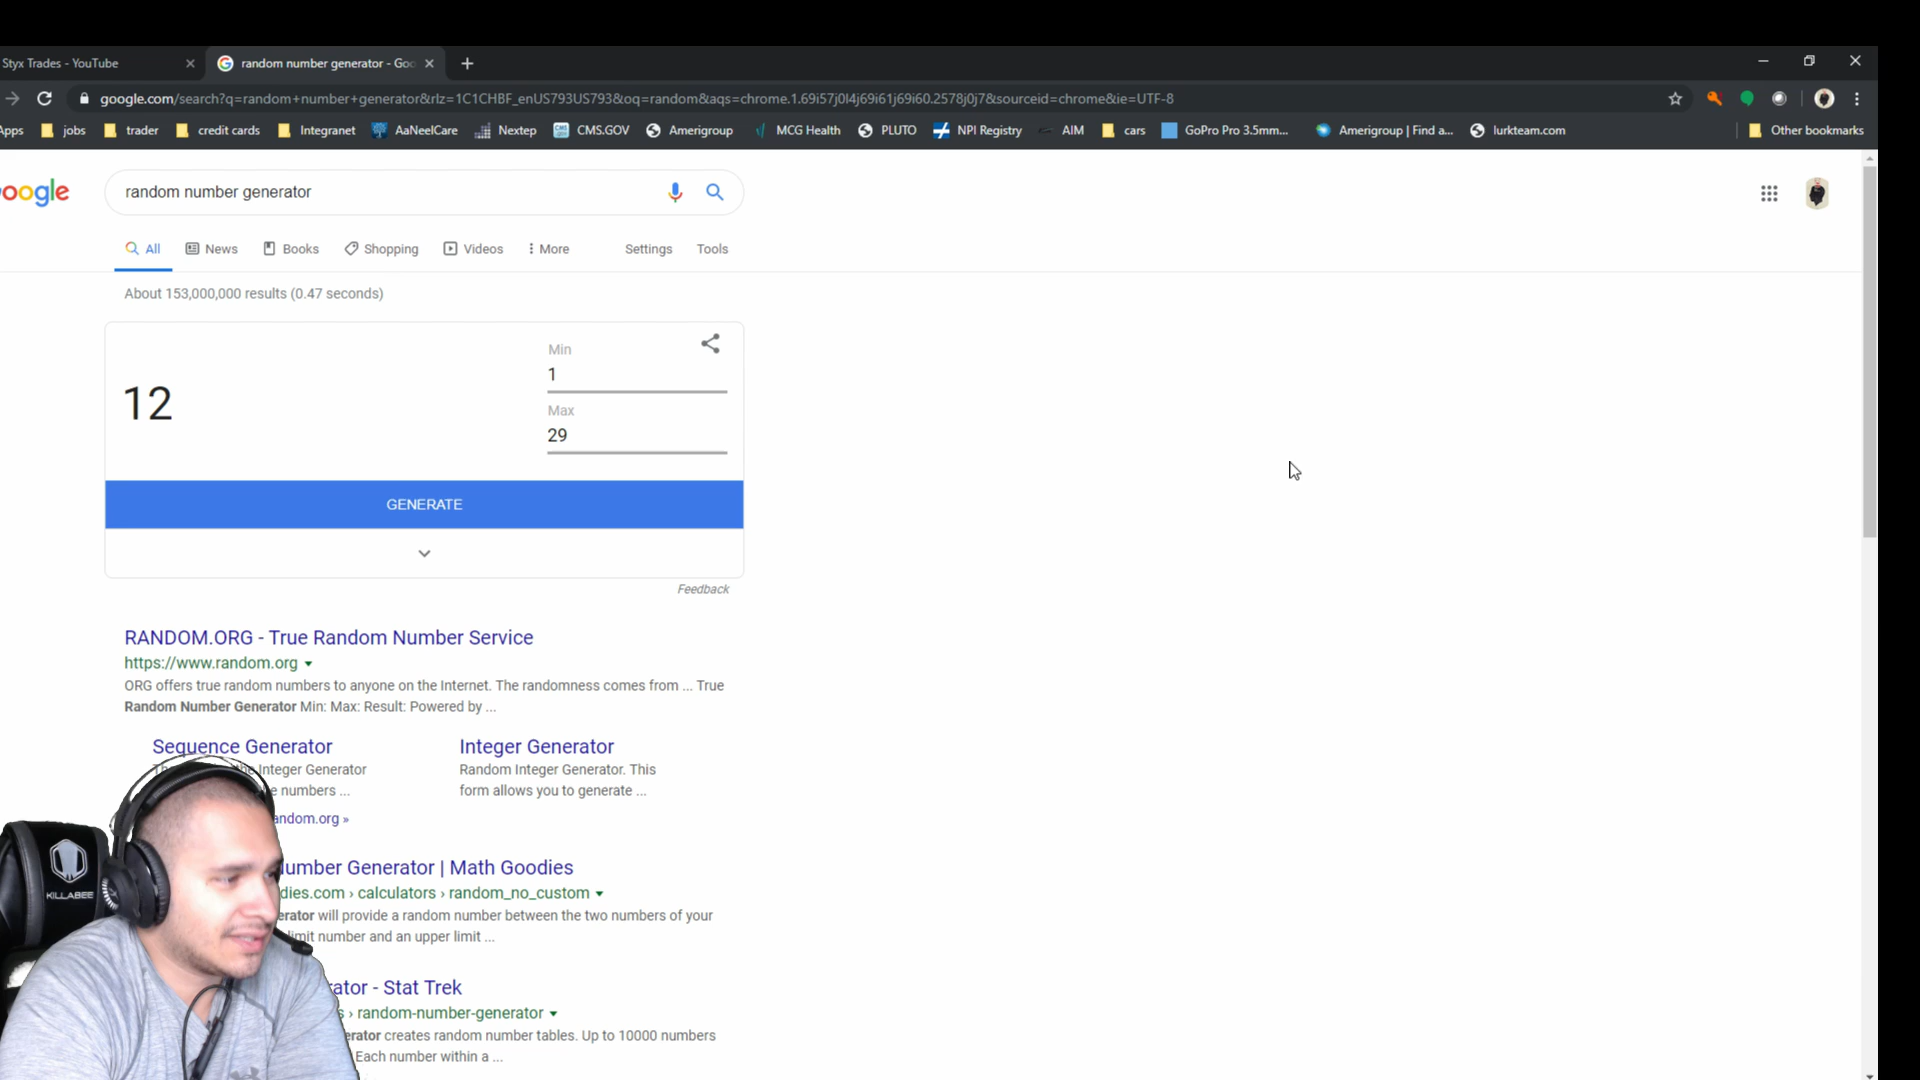 Styx Trades - YouTube
random number generator - Goo
google.com/search?q=random+number+generator&rlz=1C1CHBF_enUS793US793&oq=random&aqs=chrome.1.69i57j0l4j69i61j69i60.2578j0j7&sourceid=chrome&ie=UTF-8
Apps jobs trader credit cards Integranet AaNeelCare Nextep CMS.GOV Amerigroup MCG Health PLUTO NPI Registry AIM cars GoPro Pro 3.5mm... Amerigroup | Find a... lurkteam.com Other bookmarks
oogle random number generator
All News Books Shopping Videos More Settings Tools
About 153,000,000 results (0.47 seconds)
Min
1
12
Max
29
GENERATE
Feedback
RANDOM.ORG - True Random Number Service
https://www.random.org
ORG offers true random numbers to anyone on the Internet. The randomness comes from ... True
Random Number Generator Min: Max: Result: Powered by ...
Sequence Generator Integer Generator
the Integer Generator Random Integer Generator. This
numbers ... form allows you to generate ...
andom.org »
umber Generator | Math Goodies
dies.com › calculators › random_no_custom
erator will provide a random number between the two numbers of your
limit number and an upper limit ...
ator - Stat Trek
s › random-number-generator
erator creates random number tables. Up to 10000 numbers
Each number within a ...
KILLABEE